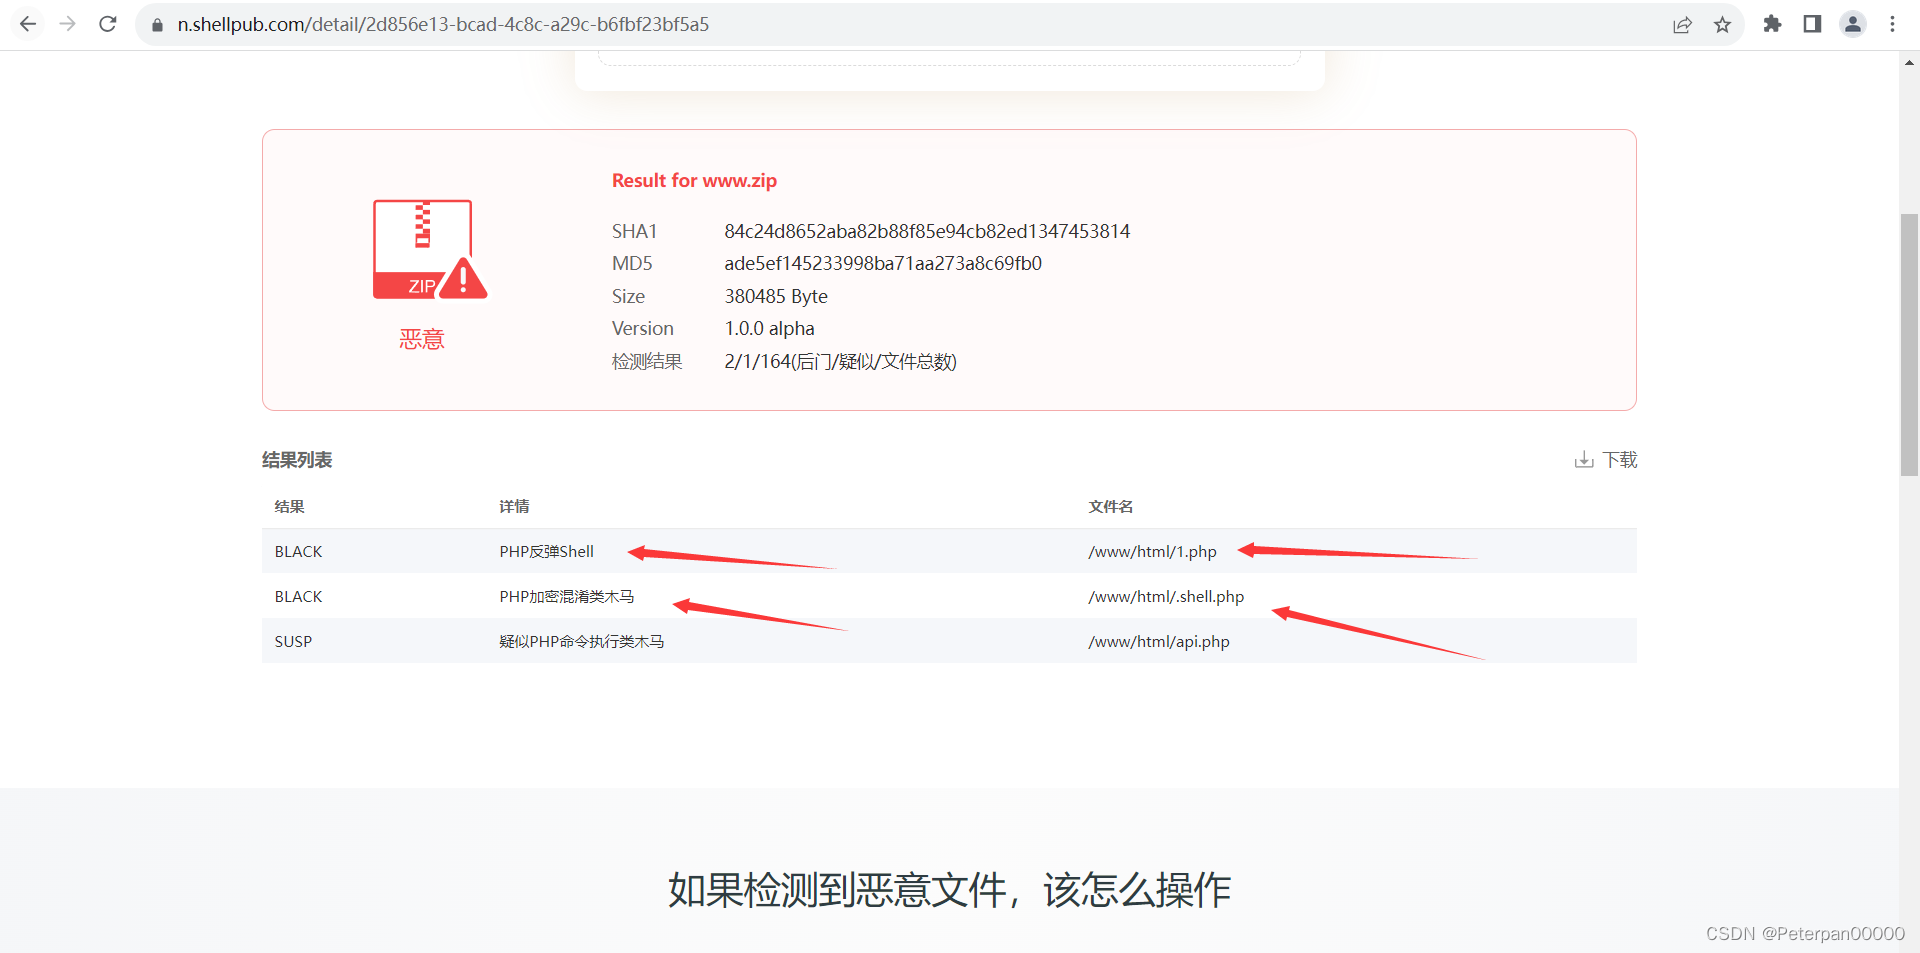 n.shellpub.com/detail/2d856e13-bcad-4c8c-a29c-b6fbf23bf5a5
Result for www.zip
ZIP
恶意
SHA1 84c24d8652aba82b88f85e94cb82ed1347453814
MD5 ade5ef145233998ba71aa273a8c69fb0
Size 380485 Byte
Version 1.0.0 alpha
检测结果 2/1/164(后门/疑似/文件总数)
结果列表 下载
结果 详情 文件名
BLACK PHP反弹Shell /www/html/1.php
BLACK PHP加密混淆类木马 /www/html/.shell.php
SUSP 疑似PHP命令执行类木马 /www/html/api.php
如果检测到恶意文件，该怎么操作
CSDN @Peterpan00000